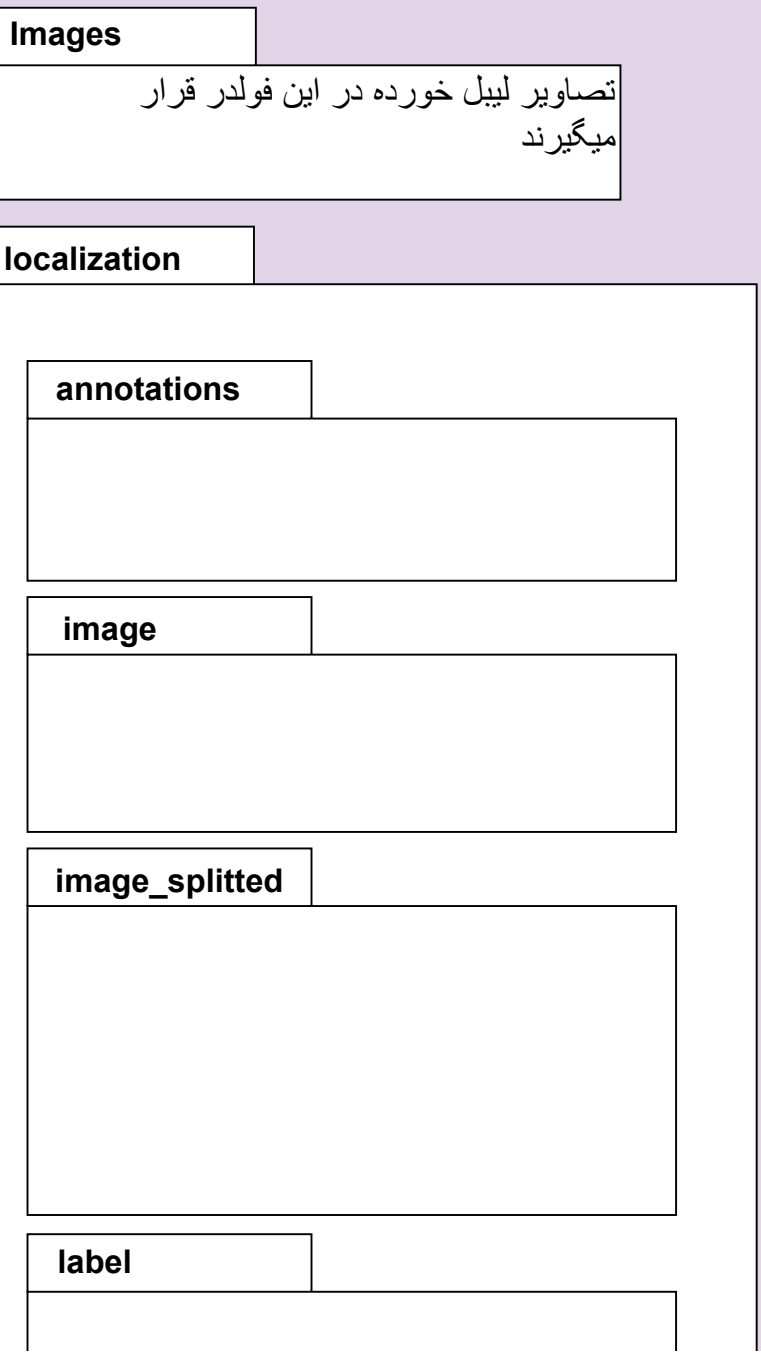 Images
تصاویر لیبل خورده در این فولدر قرار
میگیرند
localization
annotations
image
image_splitted
label